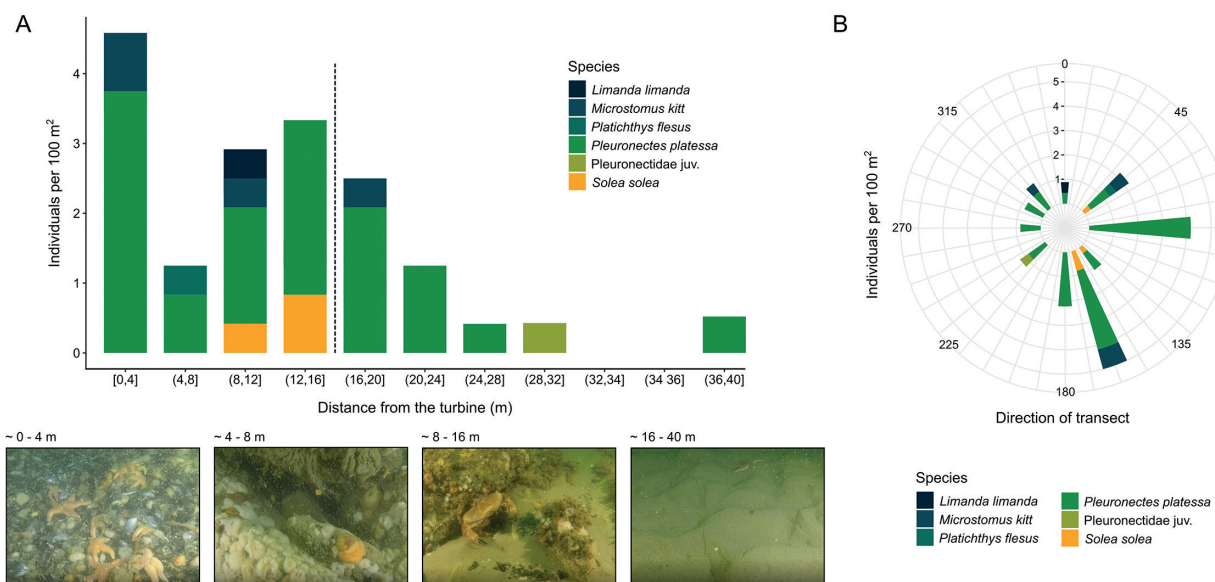 A
Individuals per 100 m²
4
3
2
1
0
[0,4] (4,8] (8,12] (12,16] (16,20] (20,24] (24,28] (28,32] (32,34] (34 36] (36,40]
Distance from the turbine (m)
Species
Limanda limanda
Microstomus kitt
Platichthys flesus
Pleuronectes platessa
Pleuronectidae juv.
Solea solea
~ 0 - 4 m
~ 4 - 8 m
~ 8 - 16 m
~ 16 - 40 m
B
Individuals per 100 m²
0
45
135
180
225
270
315
5
4
3
2
1
Direction of transect
Species
Limanda limanda
Microstomus kitt
Platichthys flesus
Pleuronectes platessa
Pleuronectidae juv.
Solea solea